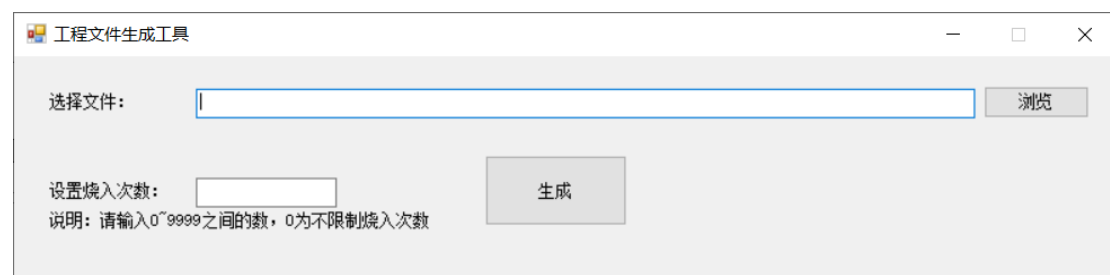 工程文件生成工具
选择文件： 浏览
设置烧入次数： 生成
说明：请输入0~9999之间的数，0为不限制烧入次数